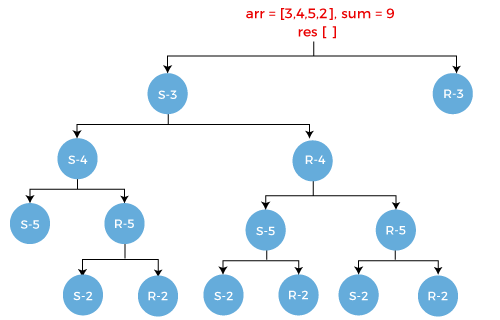 arr = [3,4,5,2], sum = 9
res [ ]
S-3
R-3
S-4
R-4
S-5
R-5
S-5
R-5
S-2
R-2
S-2
R-2
S-2
R-2